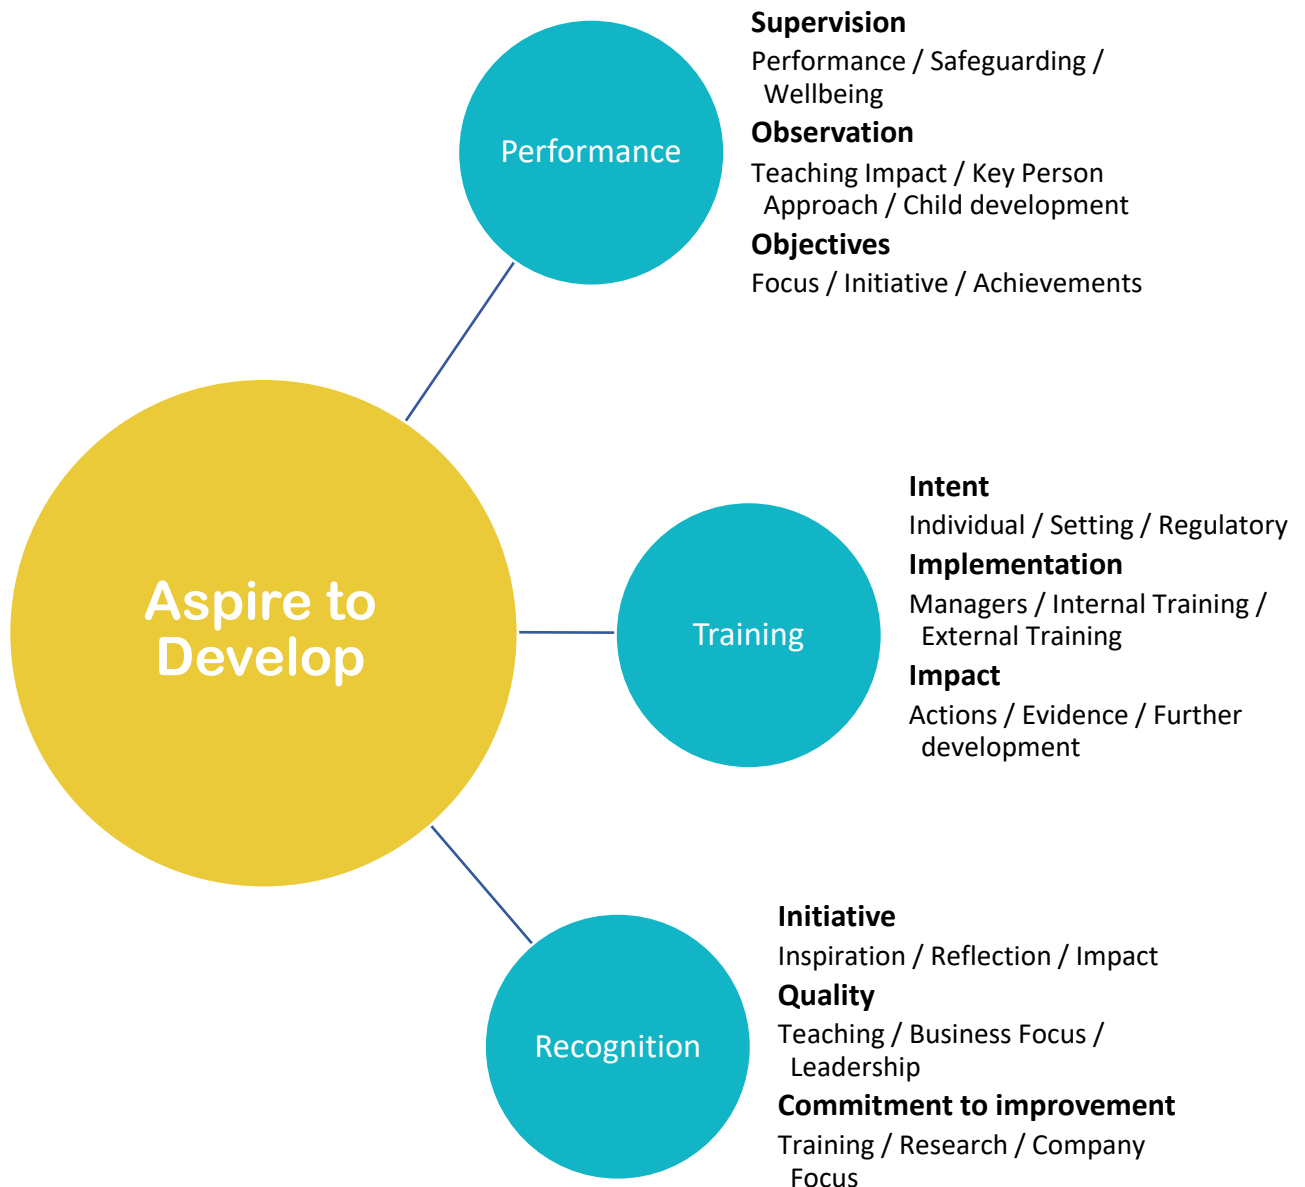 Aspire to
Develop
Performance
Supervision
Performance / Safeguarding /
Wellbeing
Observation
Teaching Impact / Key Person
Approach / Child development
Objectives
Focus / Initiative / Achievements
Training
Intent
Individual / Setting / Regulatory
Implementation
Managers / Internal Training /
External Training
Impact
Actions / Evidence / Further
development
Recognition
Initiative
Inspiration / Reflection / Impact
Quality
Teaching / Business Focus /
Leadership
Commitment to improvement
Training / Research / Company
Focus